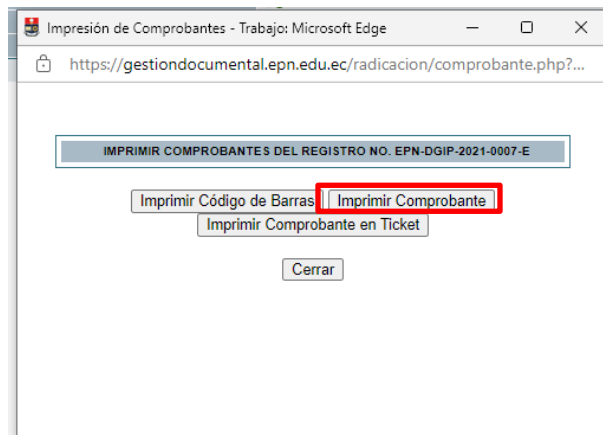 Impresión de Comprobantes - Trabajo: Microsoft Edge
https://gestiondocumental.epn.edu.ec/radicacion/comprobante.php?...
IMPRIMIR COMPROBANTES DEL REGISTRO NO. EPN-DGIP-2021-0007-E
Imprimir Código de Barras Imprimir Comprobante
Imprimir Comprobante en Ticket
Cerrar